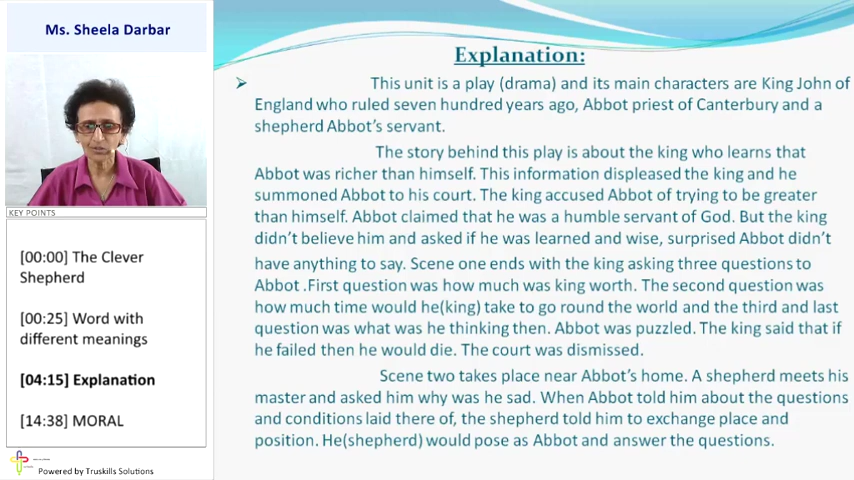 Ms. Sheela Darbar
KEY POINTS
[00:00] The Clever
Shepherd
[00:25] Word with
different meanings
[04:15] Explanation
[14:38] MORAL
Powered by Truskills Solutions
Explanation:
This unit is a play (drama) and its main characters are King John of
England who ruled seven hundred years ago, Abbot priest of Canterbury and a
shepherd Abbot's servant.
The story behind this play is about the king who learns that
Abbot was richer than himself. This information displeased the king and he
summoned Abbot to his court. The king accused Abbot of trying to be greater
than himself. Abbot claimed that he was a humble servant of God. But the king
didn't believe him and asked if he was learned and wise, surprised Abbot didn't
have anything to say. Scene one ends with the king asking three questions to
Abbot .First question was how much was king worth. The second question was
how much time would he(king) take to go round the world and the third and last
question was what was he thinking then. Abbot was puzzled. The king said that if
he failed then he would die. The court was dismissed.
Scene two takes place near Abbot's home. A shepherd meets his
master and asked him why was he sad. When Abbot told him about the questions
and conditions laid there of, the shepherd told him to exchange place and
position. He(shepherd) would pose as Abbot and answer the questions.